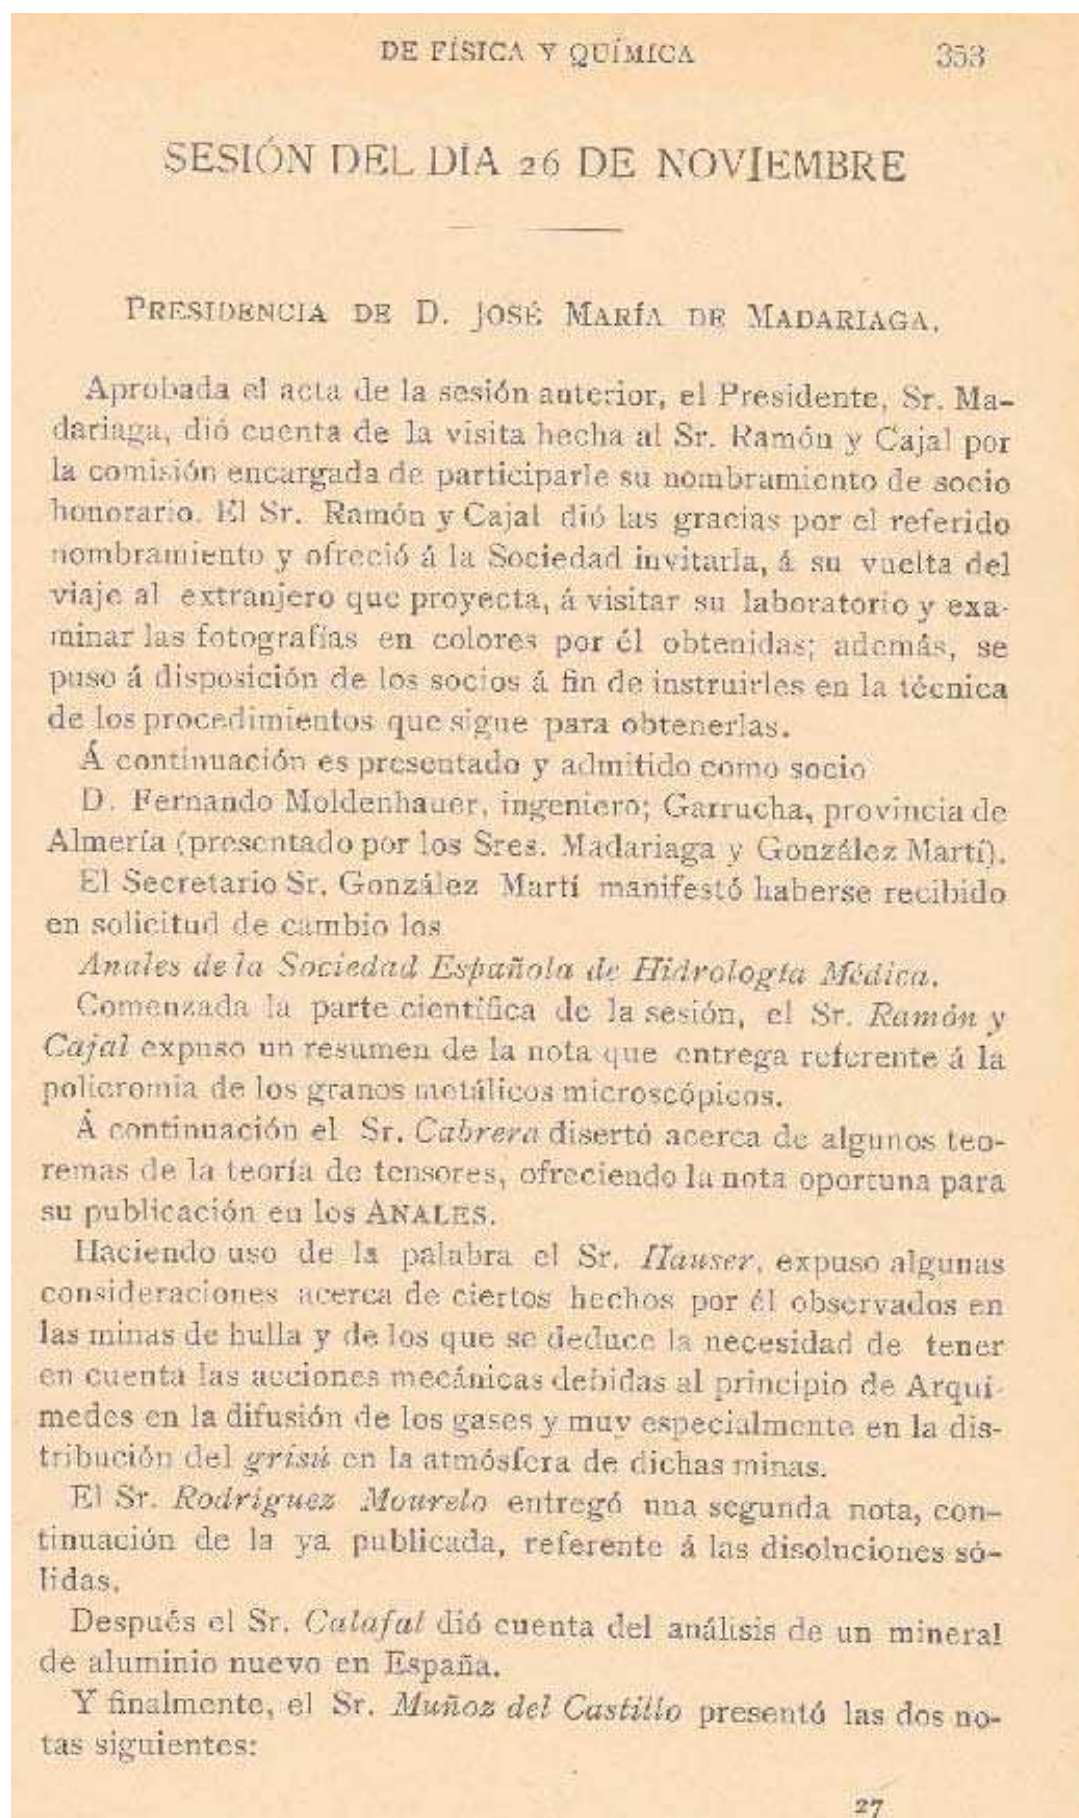 DE FÍSICA Y QUÍMICA 353
SESIÓN DEL DÍA 26 DE NOVIEMBRE
PRESIDENCIA DE D. JOSÉ MARÍA DE MADARIAGA.
Aprobada el acta de la sesión anterior, el Presidente, Sr. Ma-
dariaga, dió cuenta de la visita hecha al Sr. Ramón y Cajal por
la comisión encargada de participarle su nombramiento de socio
honorario. El Sr. Ramón y Cajal dió las gracias por el referido
nombramiento y ofreció á la Sociedad invitarla, á su vuelta del
viaje al extranjero que proyecta, á visitar su laboratorio y exa-
minar las fotografías en colores por él obtenidas; además, se
puso á disposición de los socios á fin de instruirles en la técnica
de los procedimientos que sigue para obtenerlas.
Á continuación es presentado y admitido como socio
D. Fernando Moldenhauer, ingeniero; Garrucha, provincia de
Almería (presentado por los Sres. Madariaga y González Martí).
El Secretario Sr. González Martí manifestó haberse recibido
en solicitud de cambio los
Anales de la Sociedad Española de Hidrología Médica.
Comenzada la parte científica de la sesión, el Sr. Ramón y
Cajal expuso un resumen de la nota que entrega referente á la
policromía de los granos metálicos microscópicos.
Á continuación el Sr. Cabrera disertó acerca de algunos teo-
remas de la teoría de tensores, ofreciendo la nota oportuna para
su publicación en los ANALES.
Haciendo uso de la palabra el Sr. Hauser, expuso algunas
consideraciones acerca de ciertos hechos por él observados en
las minas de hulla y de los que se deduce la necesidad de tener
en cuenta las acciones mecánicas debidas al principio de Arquí-
medes en la difusión de los gases y muy especialmente en la dis-
tribución del grisú en la atmósfera de dichas minas.
El Sr. Rodríguez Mourelo entregó una segunda nota, con-
tinuación de la ya publicada, referente á las disoluciones só-
lidas.
Después el Sr. Calafat dió cuenta del análisis de un mineral
de aluminio nuevo en España.
Y finalmente, el Sr. Muñoz del Castillo presentó las dos no-
tas siguientes:
27